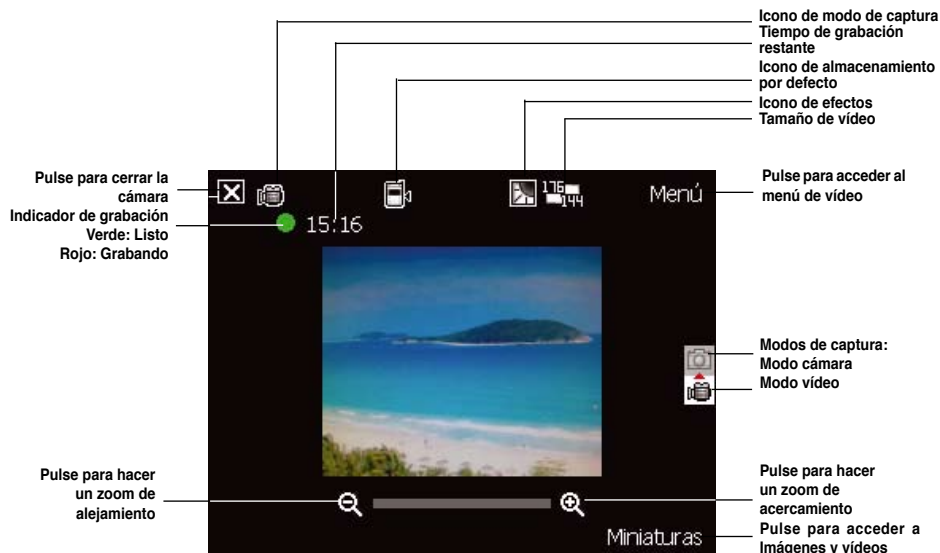 Icono de modo de captura
Tiempo de grabación
restante
Icono de almacenamiento
por defecto
Icono de efectos
Tamaño de vídeo
Pulse para cerrar la
cámara
Indicador de grabación
Verde: Listo
Rojo: Grabando
176
144
Menú
Pulse para acceder al
menú de vídeo
15:16
Modos de captura:
Modo cámara
Modo vídeo
Pulse para hacer
un zoom de
alejamiento
Pulse para hacer
un zoom de
acercamiento
Miniaturas
Pulse para acceder a
Imágenes y vídeos